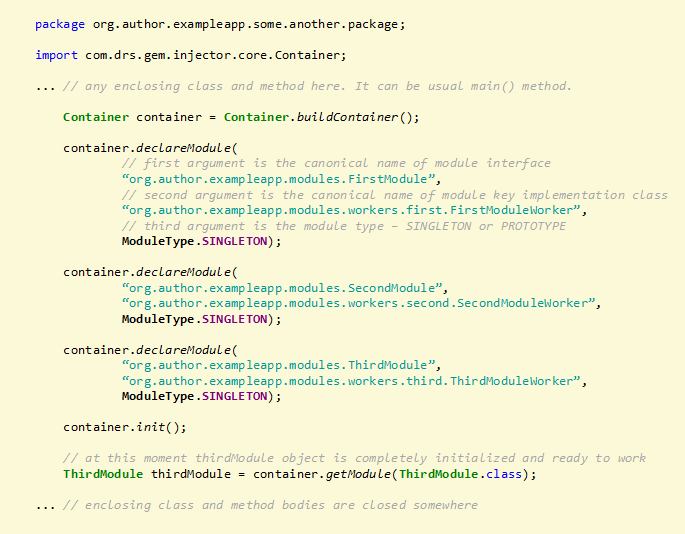 package org.author.exampleapp.some.another.package;
import com.drs.gem.injector.core.Container;
... // any enclosing class and method here. It can be usual main() method.
Container container = Container.buildContainer();
container.declareModule(
// first argument is the canonical name of module interface
“org.author.exampleapp.modules.FirstModule”,
// second argument is the canonical name of module key implementation class
“org.author.exampleapp.modules.workers.first.FirstModuleWorker”,
// third argument is the module type – SINGLETON or PROTOTYPE
ModuleType.SINGLETON);
container.declareModule(
“org.author.exampleapp.modules.SecondModule”,
“org.author.exampleapp.modules.workers.second.SecondModuleWorker”,
ModuleType.SINGLETON);
container.declareModule(
“org.author.exampleapp.modules.ThirdModule”,
“org.author.exampleapp.modules.workers.third.ThirdModuleWorker”,
ModuleType.SINGLETON);
container.init();
// at this moment thirdModule object is completely initialized and ready to work
ThirdModule thirdModule = container.getModule(ThirdModule.class);
... // enclosing class and method bodies are closed somewhere